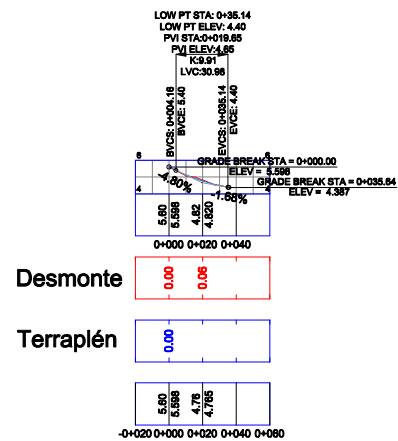 LOW PT STA: 0+35.14
LOW PT ELEV: 4.40
PVI STA:0+019.65
PVI ELEV:4.65
K:9.91
LVC:30.98
BVCS: 0+004.16
BVCE: 5.40
EVCS: 0+035.14
EVCE: 4.40
6
6
GRADE BREAK STA = 0+000.00
ELEV = 5.598
-4.80%
-1.68%
GRADE BREAK STA = 0+035.64
ELEV = 4.387
4
4
5.60
5.598
4.82
4.820
0+000
0+020
0+040
Desmonte
0.00
0.06
Terraplén
0.00
5.60
5.598
4.76
4.765
-0+020
0+000
0+020
0+040
0+060